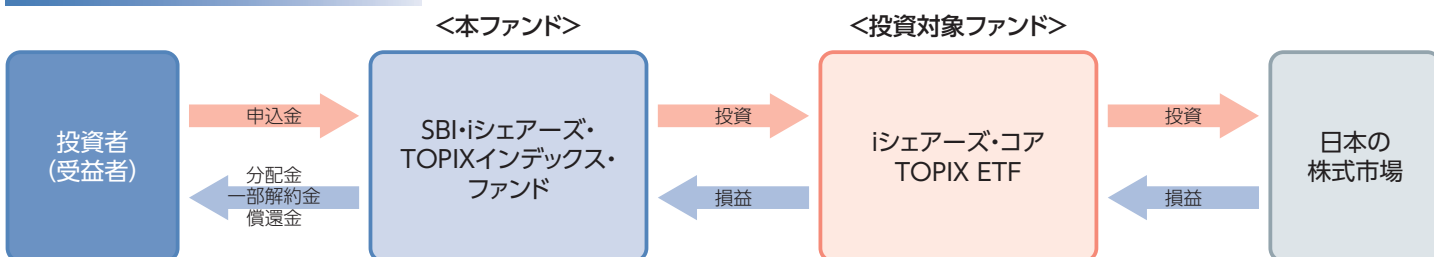 <本ファンド>
<投資対象ファンド>
投資者
(受益者)
申込金
分配金
一部解約金
償還金
SBI・iシェアーズ・
TOPIXインデックス・
ファンド
投資
損益
iシェアーズ・コア
TOPIX ETF
投資
損益
日本の
株式市場